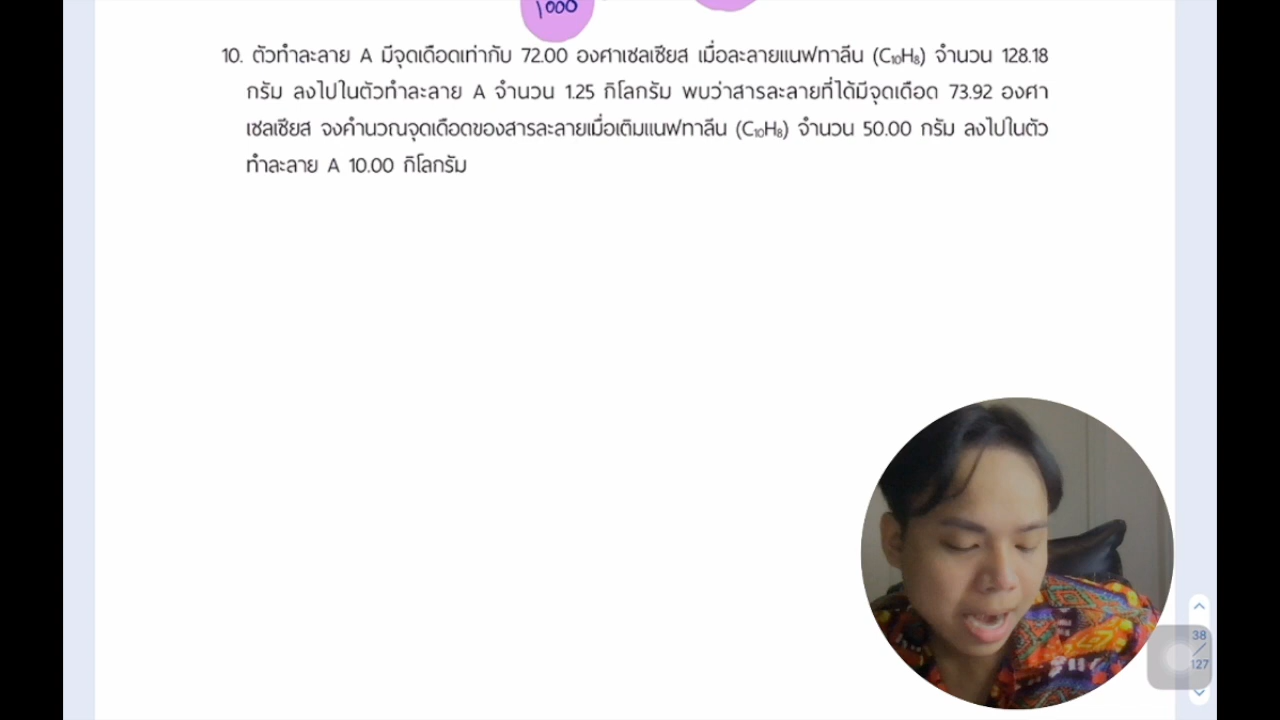 1000
10. ตัวทำละลาย A มีจุดเดือดเท่ากับ 72.00 องศาเซลเซียส เมื่อละลายแนฟทาลีน (C₁₀H₈) จำนวน 128.18
กรัม ลงไปในตัวทำละลาย A จำนวน 1.25 กิโลกรัม พบว่าสารละลายที่ได้มีจุดเดือด 73.92 องศา
เซลเซียส จงคำนวณจุดเดือดของสารละลายเมื่อเติมแนฟทาลีน (C₁₀H₈) จำนวน 50.00 กรัม ลงไปในตัว
ทำละลาย A 10.00 กิโลกรัม
38
127